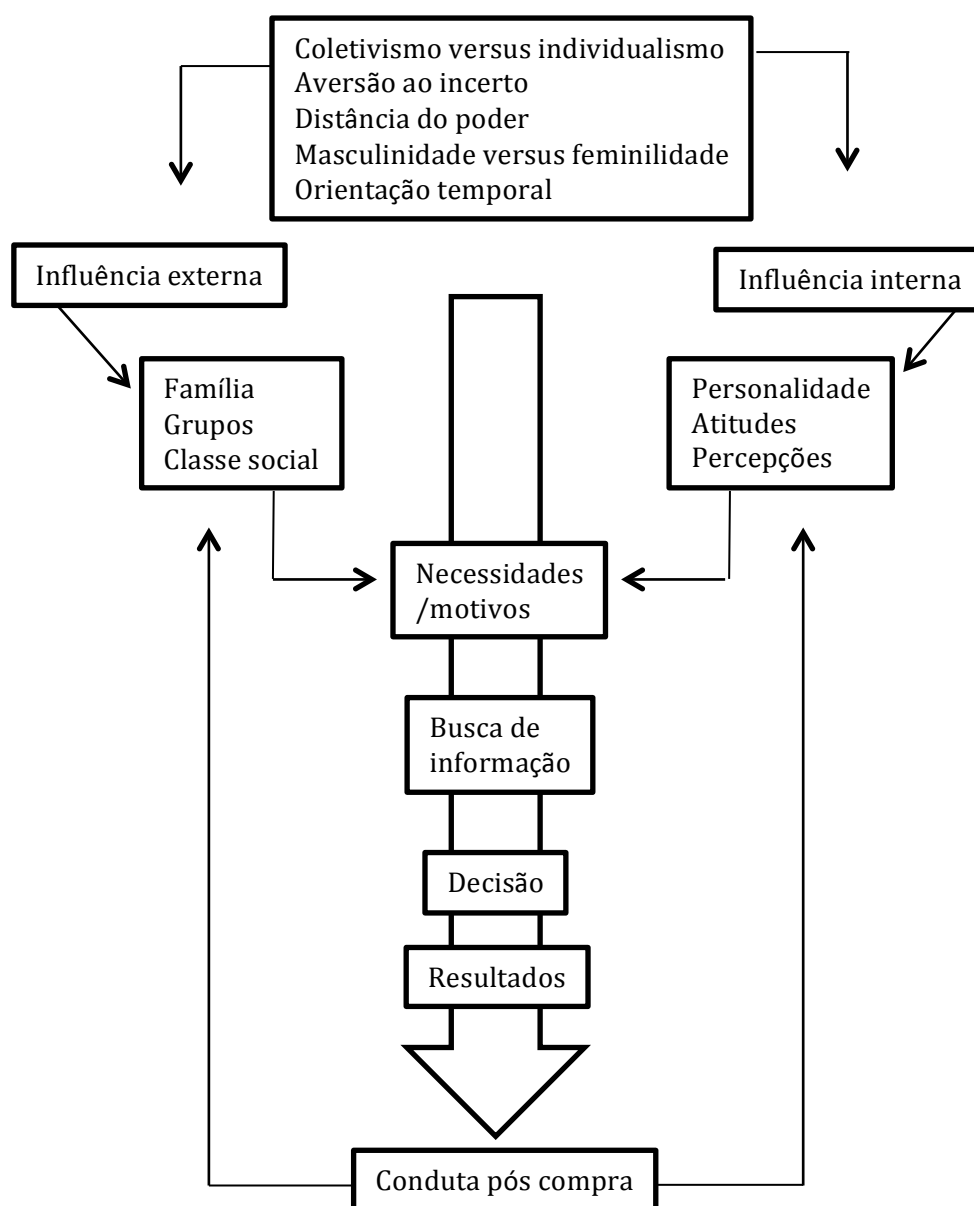 Coletivismo versus individualismo
Aversão ao incerto
Distância do poder
Masculinidade versus feminilidade
Orientação temporal
Influência externa
Influência interna
Família
Grupos
Classe social
Personalidade
Atitudes
Percepções
Necessidades
/motivos
Busca de
informação
Decisão
Resultados
Conduta pós compra